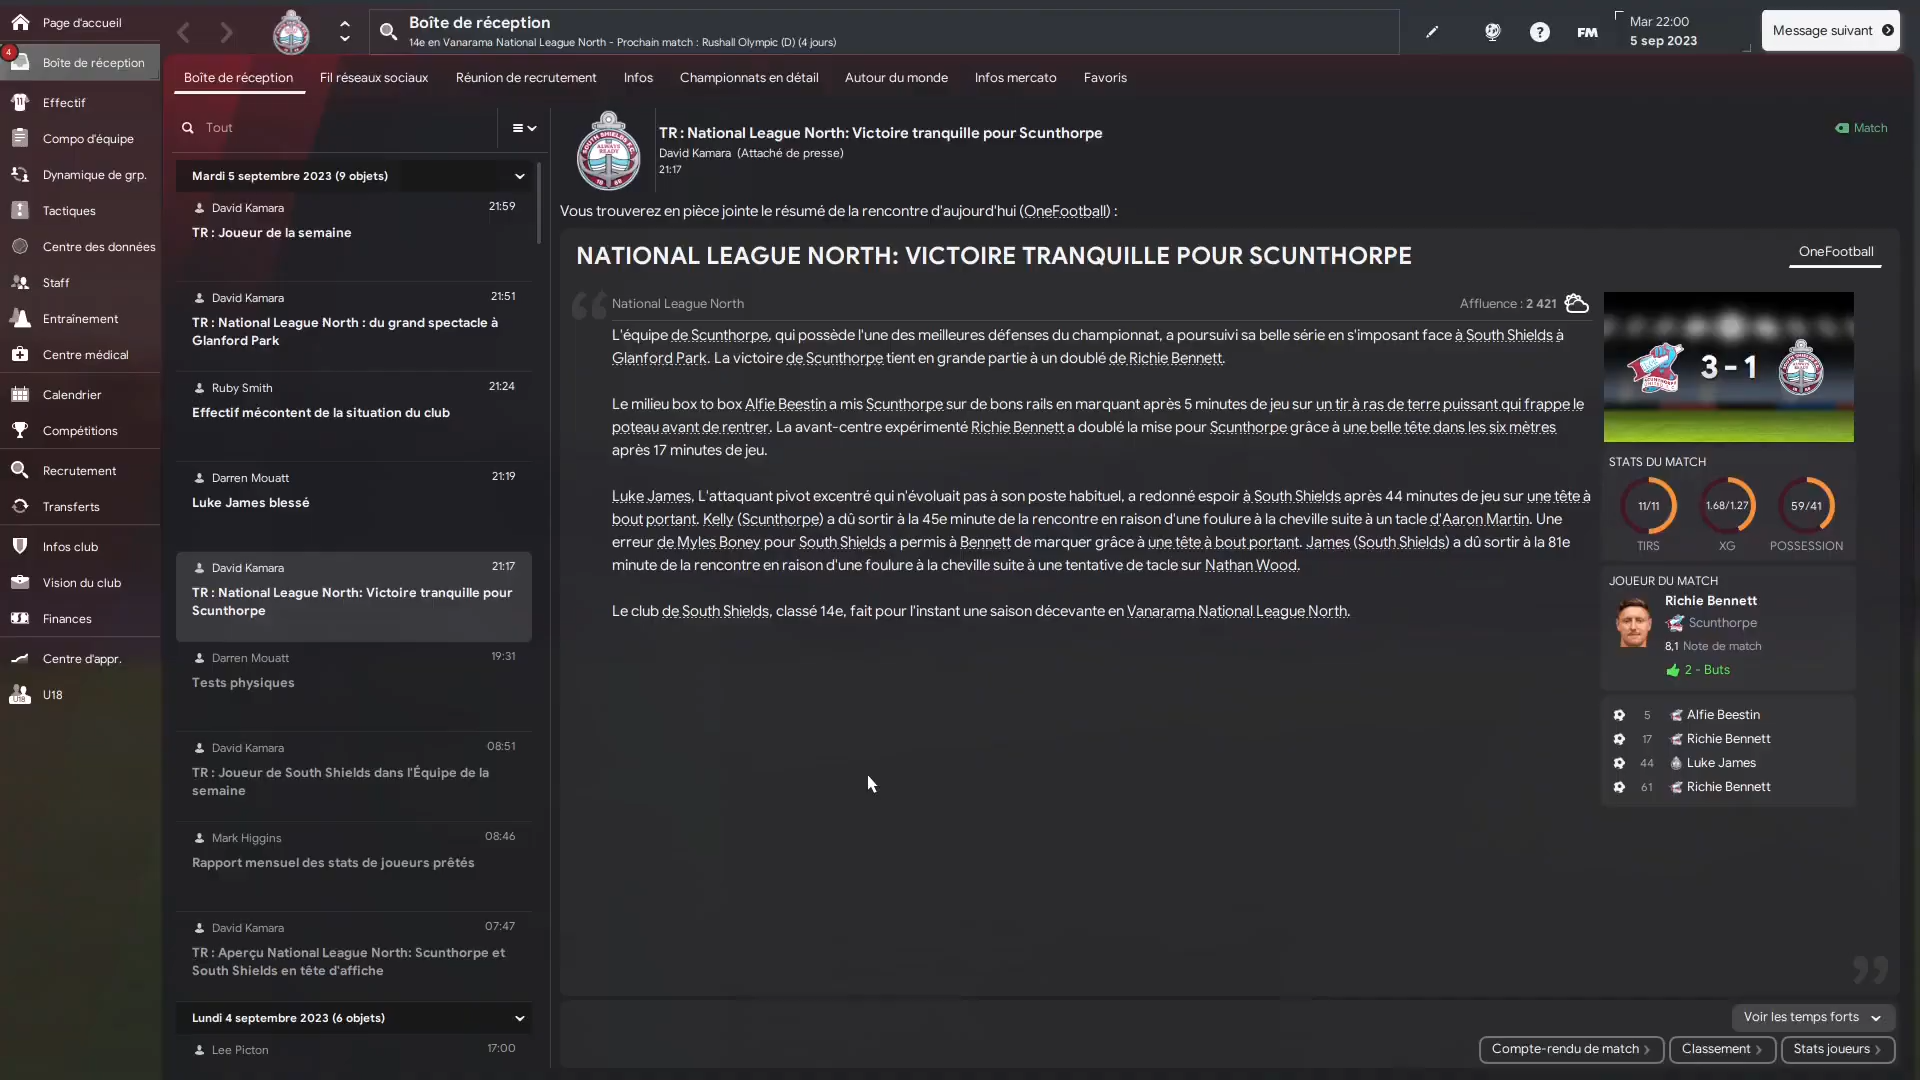 Page d'accueil
4
Boîte de réception
Effectif
Compo d'équipe
Dynamique de grp.
Tactiques
Centre des données
Staff
Entraînement
Centre médical
Calendrier
Compétitions
Recrutement
Transferts
Infos club
Vision du club
Finances
Centre d'appr.
U18
Boîte de réception
14e en Vanarama National League North - Prochain match : Rushall Olympic (D) (4 jours)
FM
Mar 22:00
5 sep 2023
Message suivant
Boîte de réception Fil réseaux sociaux Réunion de recrutement Infos Championnats en détail Autour du monde Infos mercato Favoris
Tout
Mardi 5 septembre 2023 (9 objets)
David Kamara 21:59
TR : Joueur de la semaine
David Kamara 21:51
TR : National League North : du grand spectacle à
Glanford Park
Ruby Smith 21:24
Effectif mécontent de la situation du club
Darren Mouatt 21:19
Luke James blessé
David Kamara 21:17
TR : National League North: Victoire tranquille pour
Scunthorpe
Darren Mouatt 19:31
Tests physiques
David Kamara 08:51
TR : Joueur de South Shields dans l'Équipe de la
semaine
Mark Higgins 08:46
Rapport mensuel des stats de joueurs prêtés
David Kamara 07:47
TR : Aperçu National League North: Scunthorpe et
South Shields en tête d'affiche
Lundi 4 septembre 2023 (6 objets)
Lee Picton 17:00
SOUTH SHIELDS FC
ALWAYS READY
TR : National League North: Victoire tranquille pour Scunthorpe
David Kamara (Attaché de presse)
21:17
Match
Vous trouverez en pièce jointe le résumé de la rencontre d'aujourd'hui (OneFootball) :
NATIONAL LEAGUE NORTH: VICTOIRE TRANQUILLE POUR SCUNTHORPE
OneFootball
National League North
Affluence : 2 421
L'équipe de Scunthorpe, qui possède l'une des meilleures défenses du championnat, a poursuivi sa belle série en s'imposant face à South Shields à
Glanford Park. La victoire de Scunthorpe tient en grande partie à un doublé de Richie Bennett.
Le milieu box to box Alfie Beestin a mis Scunthorpe sur de bons rails en marquant après 5 minutes de jeu sur un tir à ras de terre puissant qui frappe le
poteau avant de rentrer. La avant-centre expérimenté Richie Bennett a doublé la mise pour Scunthorpe grâce à une belle tête dans les six mètres
après 17 minutes de jeu.
Luke James, L'attaquant pivot excentré qui n'évoluait pas à son poste habituel, a redonné espoir à South Shields après 44 minutes de jeu sur une tête à
bout portant. Kelly (Scunthorpe) a dû sortir à la 45e minute de la rencontre en raison d'une foulure à la cheville suite à un tacle d'Aaron Martin. Une
erreur de Myles Boney pour South Shields a permis à Bennett de marquer grâce à une tête à bout portant. James (South Shields) a dû sortir à la 81e
minute de la rencontre en raison d'une foulure à la cheville suite à une tentative de tacle sur Nathan Wood.
Le club de South Shields, classé 14e, fait pour l'instant une saison décevante en Vanarama National League North.
3 - 1
STATS DU MATCH
11/11 1.68/1.27 59/41
TIRS XG POSSESSION
JOUEUR DU MATCH
Richie Bennett
Scunthorpe
8,1 Note de match
2 - Buts
5 Alfie Beestin
17 Richie Bennett
44 Luke James
61 Richie Bennett
Voir les temps forts
Compte-rendu de match Classement Stats joueurs